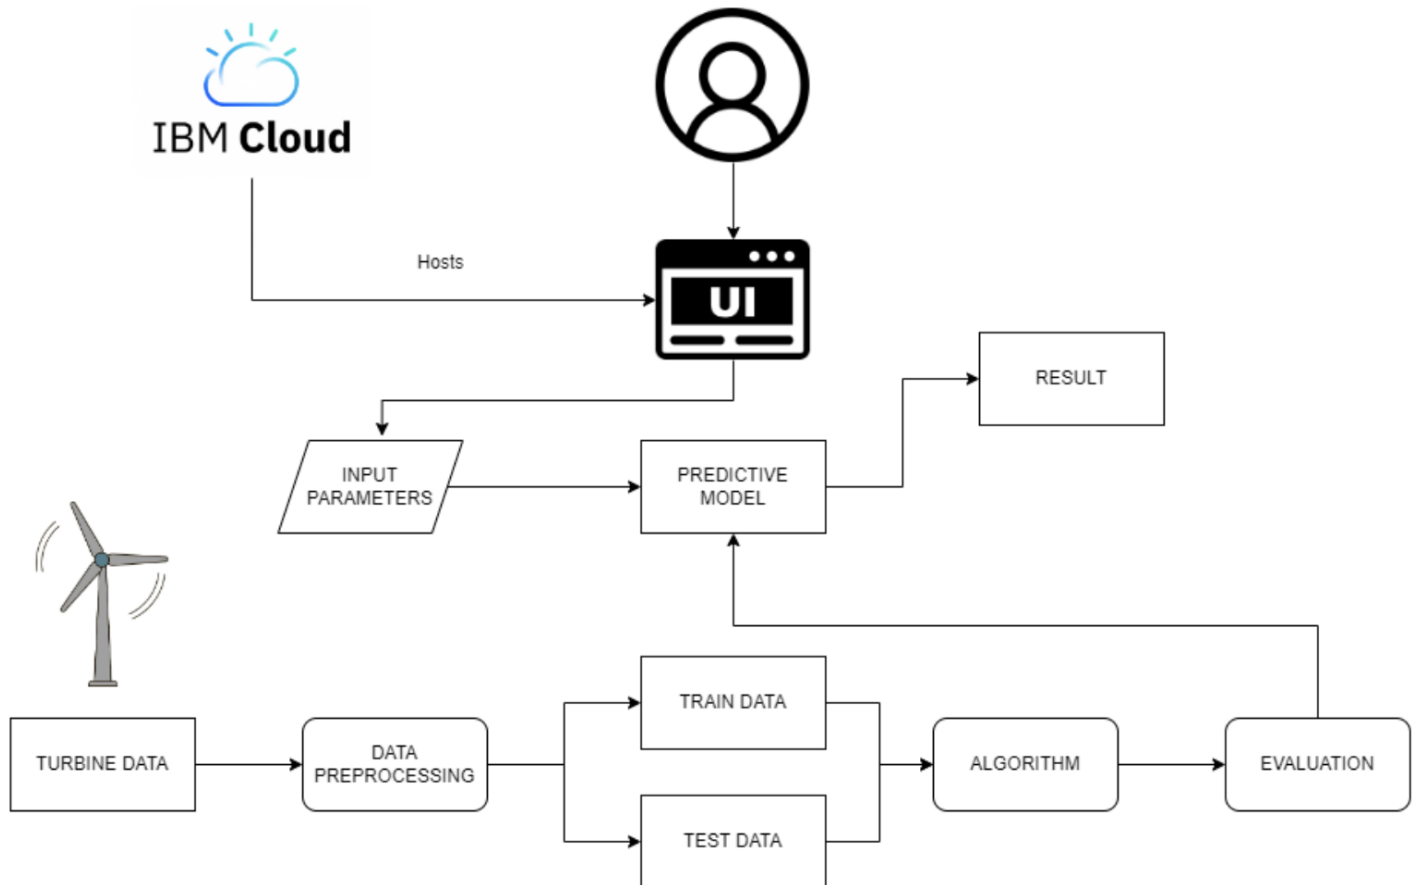 IBM Cloud
Hosts
UI
RESULT
INPUT
PARAMETERS
PREDICTIVE
MODEL
TURBINE DATA
DATA
PREPROCESSING
TRAIN DATA
TEST DATA
ALGORITHM
EVALUATION